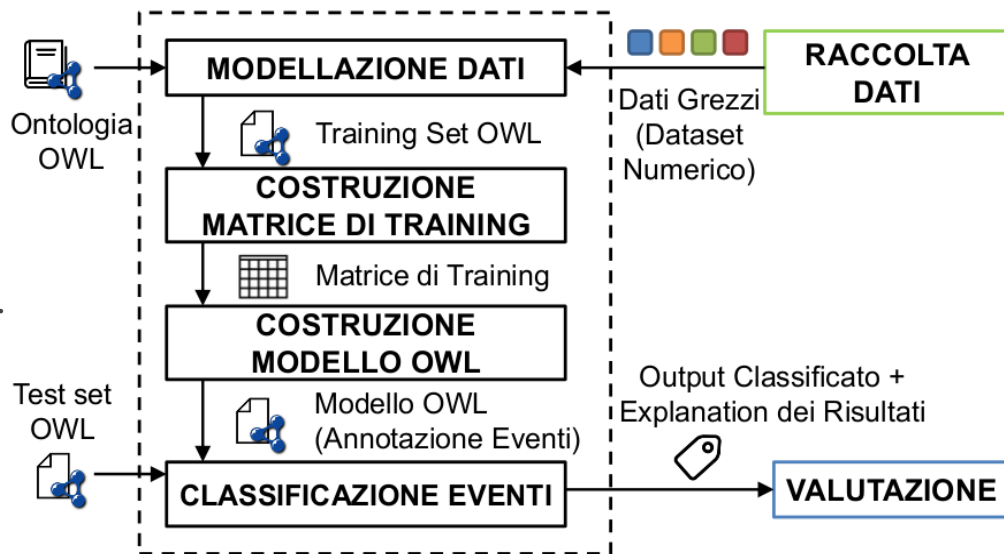 MODELLAZIONE DATI
RACCOLTA
DATI
Ontologia
OWL
Dati Grezzi
(Dataset
Numerico)
Training Set OWL
COSTRUZIONE
MATRICE DI TRAINING
Matrice di Training
COSTRUZIONE
MODELLO OWL
Test set
OWL
Modello OWL
(Annotazione Eventi)
Output Classificato +
Explanation dei Risultati
CLASSIFICAZIONE EVENTI
VALUTAZIONE